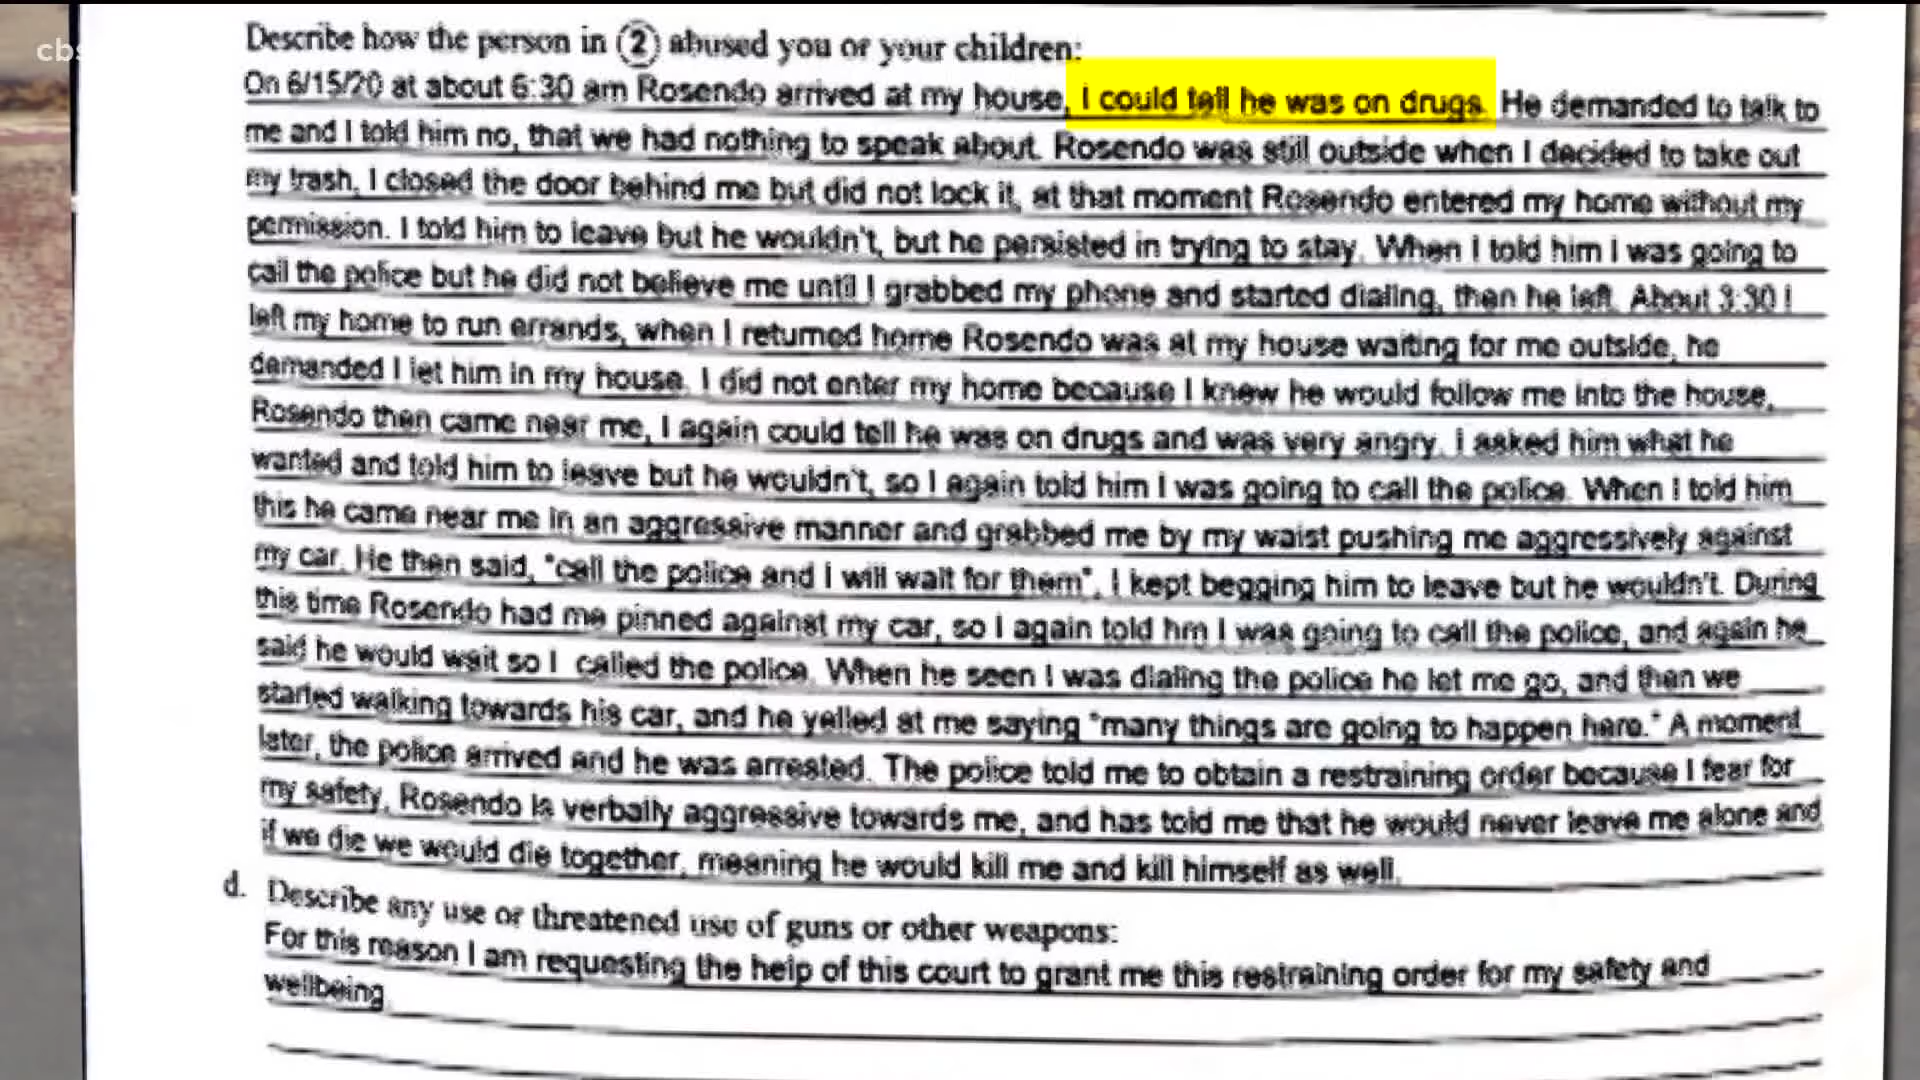 cbs
Describe how the person in 2 abused you or your children:
On 6/15/20 at about 6:30 am Rosendo arrived at my house, I could tell he was on drugs. He demanded to talk to
me and I told him no, that we had nothing to speak about. Rosendo was still outside when I decided to take out
my trash, I closed the door behind me but did not lock it, at that moment Rosendo entered my home without my
permission. I told him to leave but he wouldn't, but he persisted in trying to stay. When I told him I was going to
call the police but he did not believe me until I grabbed my phone and started dialing, then he left. About 3:30 I
left my home to run errands, when I returned home Rosendo was at my house waiting for me outside, he
demanded I let him in my house. I did not enter my home because I knew he would follow me into the house,
Rosendo then came near me, I again could tell he was on drugs and was very angry. I asked him what he
wanted and told him to leave but he wouldn't, so I again told him I was going to call the police. When I told him
this he came near me in an aggressive manner and grabbed me by my waist pushing me aggressively against
my car. He then said, "call the police and I will wait for them", I kept begging him to leave but he wouldn't. During
this time Rosendo had me pinned against my car, so I again told hm I was going to call the police, and again he
said he would wait so I called the police. When he seen I was dialing the police he let me go, and then we
started walking towards his car, and he yelled at me saying "many things are going to happen here." A moment
later, the police arrived and he was arrested. The police told me to obtain a restraining order because I fear for
my safety, Rosendo is verbally aggressive towards me, and has told me that he would never leave me alone and
if we die we would die together, meaning he would kill me and kill himself as well.
d. Describe any use or threatened use of guns or other weapons:
For this reason I am requesting the help of this court to grant me this restraining order for my safety and
wellbeing